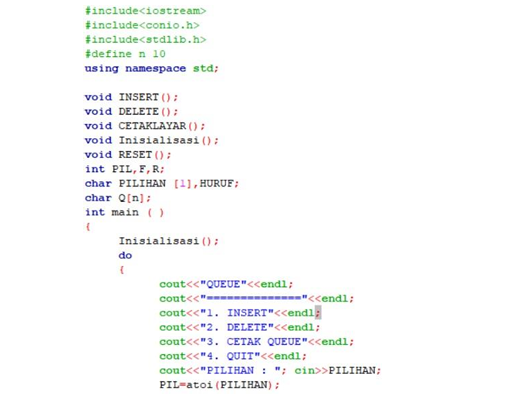 #include<iostream>
#include<conio.h>
#include<stdlib.h>
#define n 10
using namespace std;
void INSERT();
void DELETE();
void CETAKLAYAR();
void Inisialisasi();
void RESET();
int PIL,F,R;
char PILIHAN [1],HURUF;
char Q[n];
int main ( )
{
Inisialisasi();
do
{
cout<<"QUEUE"<<endl;
cout<<"=============="<<endl;
cout<<"1. INSERT"<<endl;
cout<<"2. DELETE"<<endl;
cout<<"3. CETAK QUEUE"<<endl;
cout<<"4. QUIT"<<endl;
cout<<"PILIHAN : "; cin>>PILIHAN;
PIL=atoi(PILIHAN);